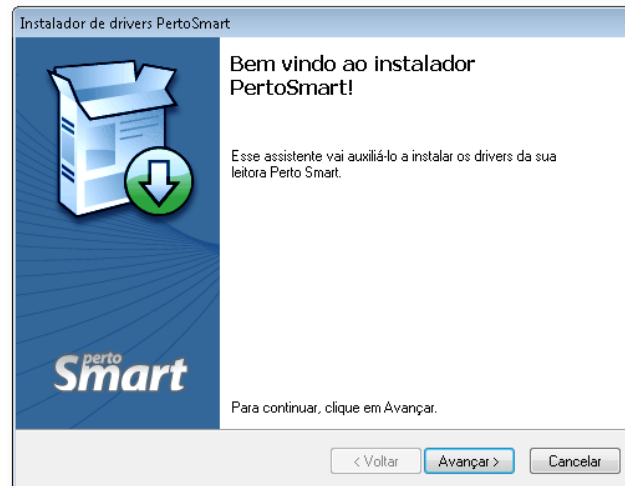 Instalador de drivers PertoSmart
Bem vindo ao instalador
PertoSmart!
Esse assistente vai auxiliá-lo a instalar os drivers da sua
leitora Perto Smart.
perto
Smart
Para continuar, clique em Avançar.
< Voltar
Avançar >
Cancelar